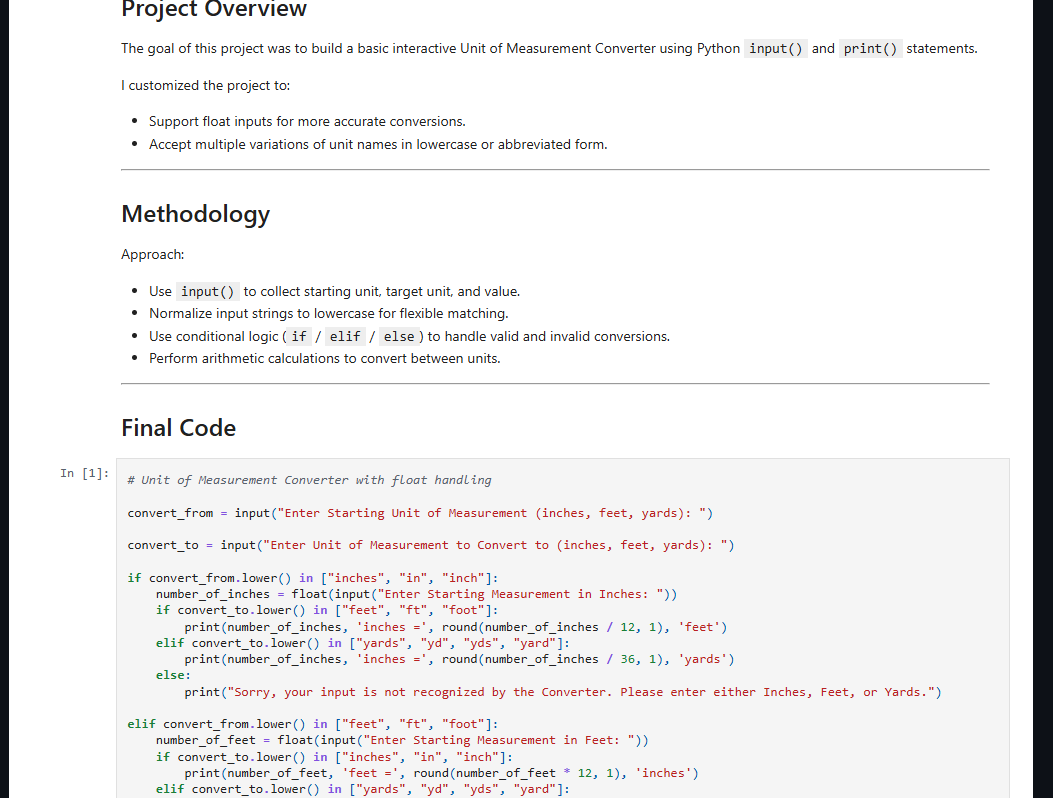 Project Overview
The goal of this project was to build a basic interactive Unit of Measurement Converter using Python input() and print() statements.
I customized the project to:
• Support float inputs for more accurate conversions.
• Accept multiple variations of unit names in lowercase or abbreviated form.
Methodology
Approach:
• Use input() to collect starting unit, target unit, and value.
• Normalize input strings to lowercase for flexible matching.
• Use conditional logic ( if / elif / else ) to handle valid and invalid conversions.
• Perform arithmetic calculations to convert between units.
Final Code
In [1]:
# Unit of Measurement Converter with float handling
convert_from = input("Enter Starting Unit of Measurement (inches, feet, yards): ")
convert_to = input("Enter Unit of Measurement to Convert to (inches, feet, yards): ")
if convert_from.lower() in ["inches", "in", "inch"]:
    number_of_inches = float(input("Enter Starting Measurement in Inches: "))
    if convert_to.lower() in ["feet", "ft", "foot"]:
        print(number_of_inches, 'inches =', round(number_of_inches / 12, 1), 'feet')
    elif convert_to.lower() in ["yards", "yd", "yds", "yard"]:
        print(number_of_inches, 'inches =', round(number_of_inches / 36, 1), 'yards')
    else:
        print("Sorry, your input is not recognized by the Converter. Please enter either Inches, Feet, or Yards.")
elif convert_from.lower() in ["feet", "ft", "foot"]:
    number_of_feet = float(input("Enter Starting Measurement in Feet: "))
    if convert_to.lower() in ["inches", "in", "inch"]:
        print(number_of_feet, 'feet =', round(number_of_feet * 12, 1), 'inches')
    elif convert_to.lower() in ["yards", "yd", "yds", "yard"]: